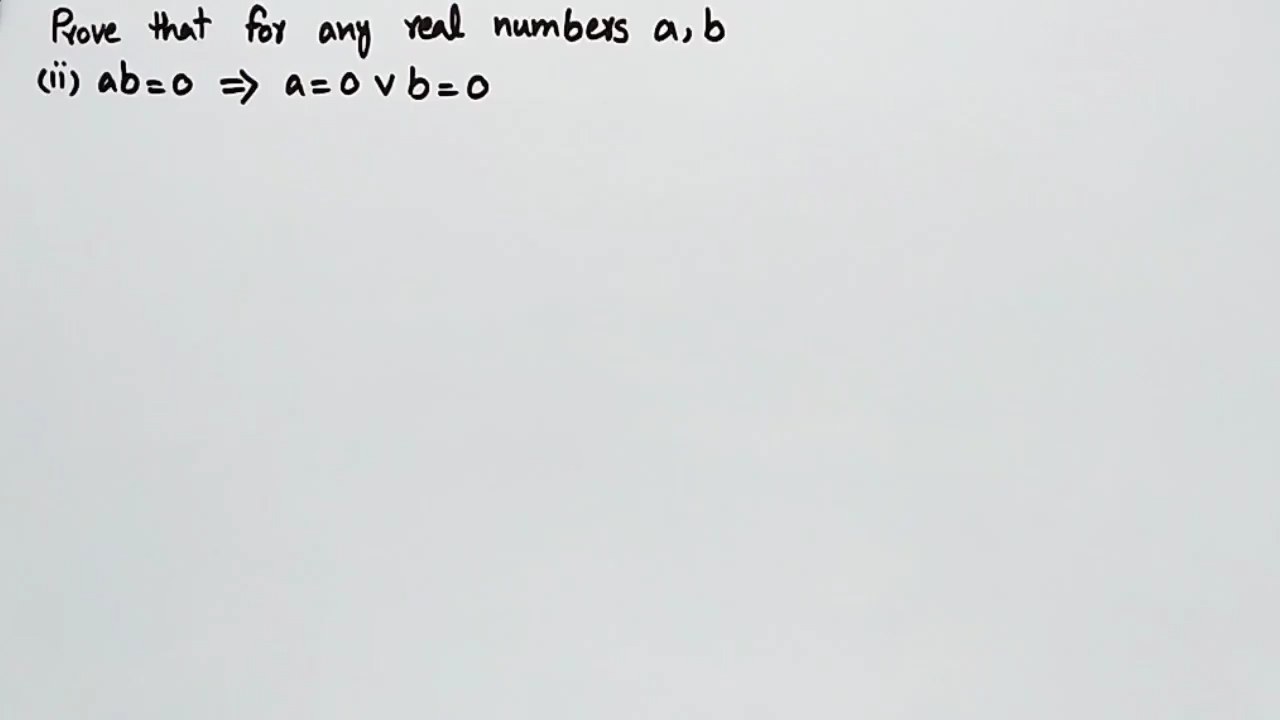 Prove that for any real numbers a, b
(ii) ab = 0 ⇒ a = 0 ∨ b = 0